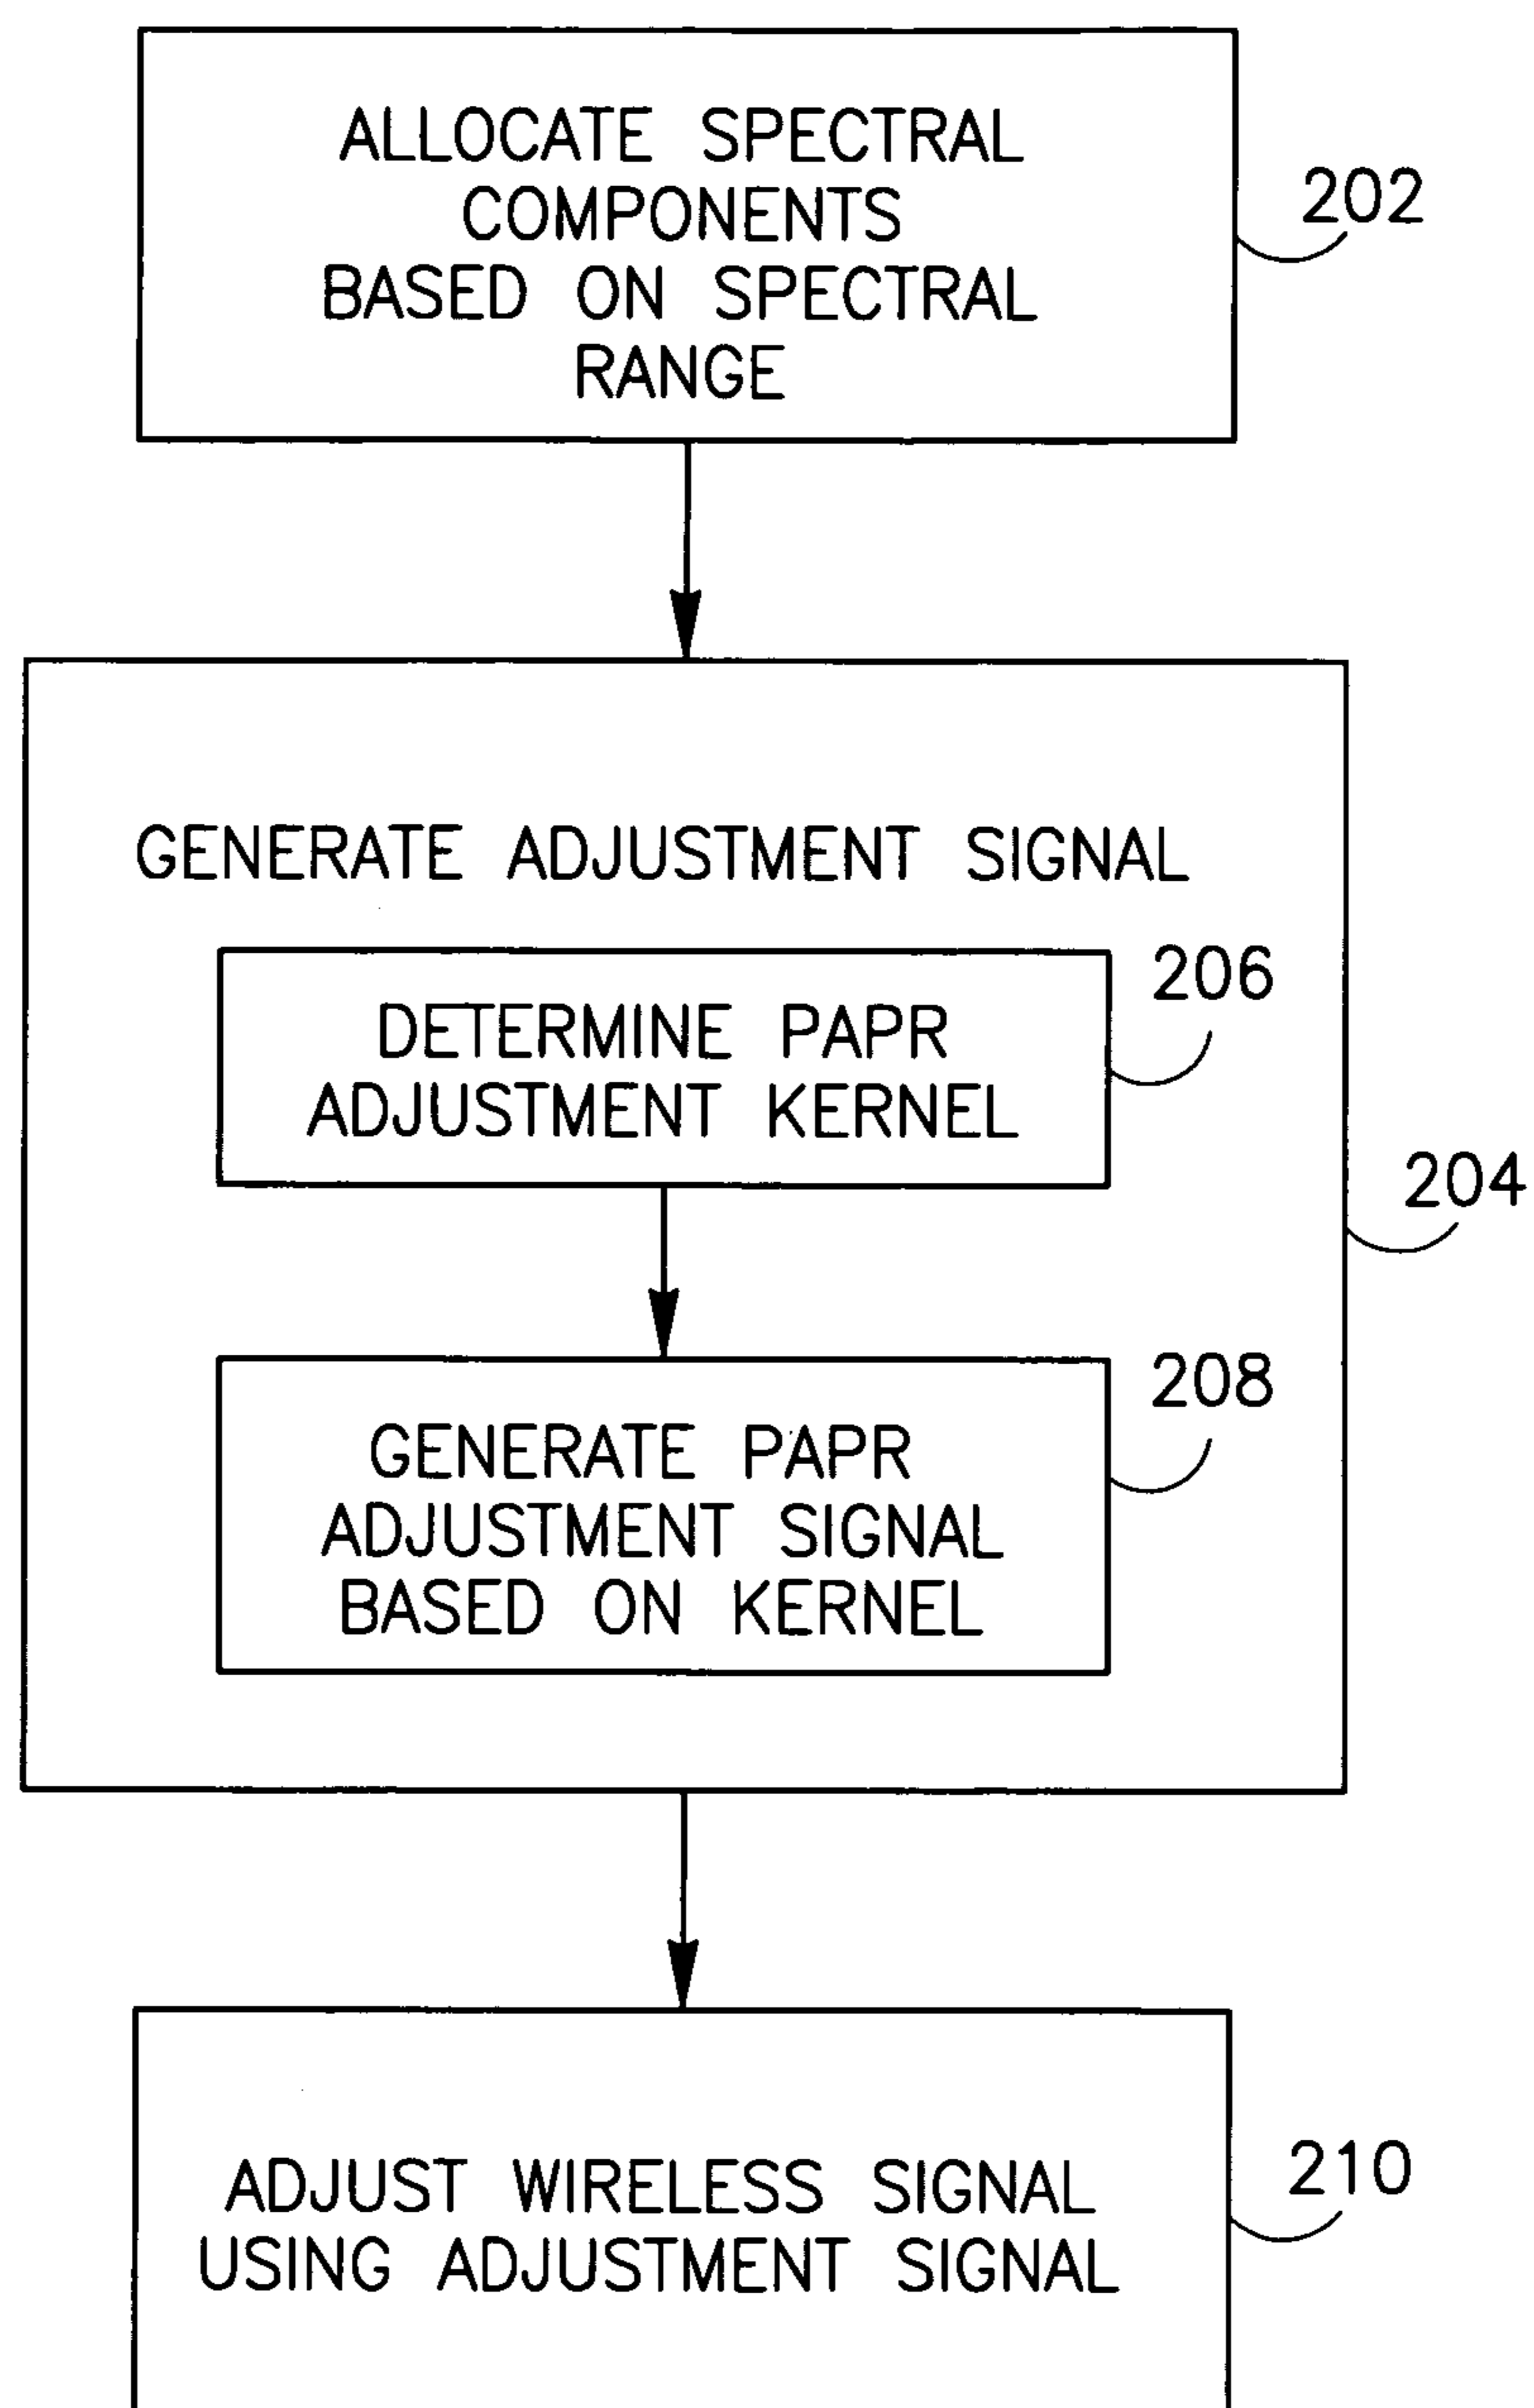 ALLOCATE SPECTRAL
COMPONENTS
BASED ON SPECTRAL
RANGE
202
GENERATE ADJUSTMENT SIGNAL
206
DETERMINE PAPR
ADJUSTMENT KERNEL
204
208
GENERATE PAPR
ADJUSTMENT SIGNAL
BASED ON KERNEL
210
ADJUST WIRELESS SIGNAL
USING ADJUSTMENT SIGNAL